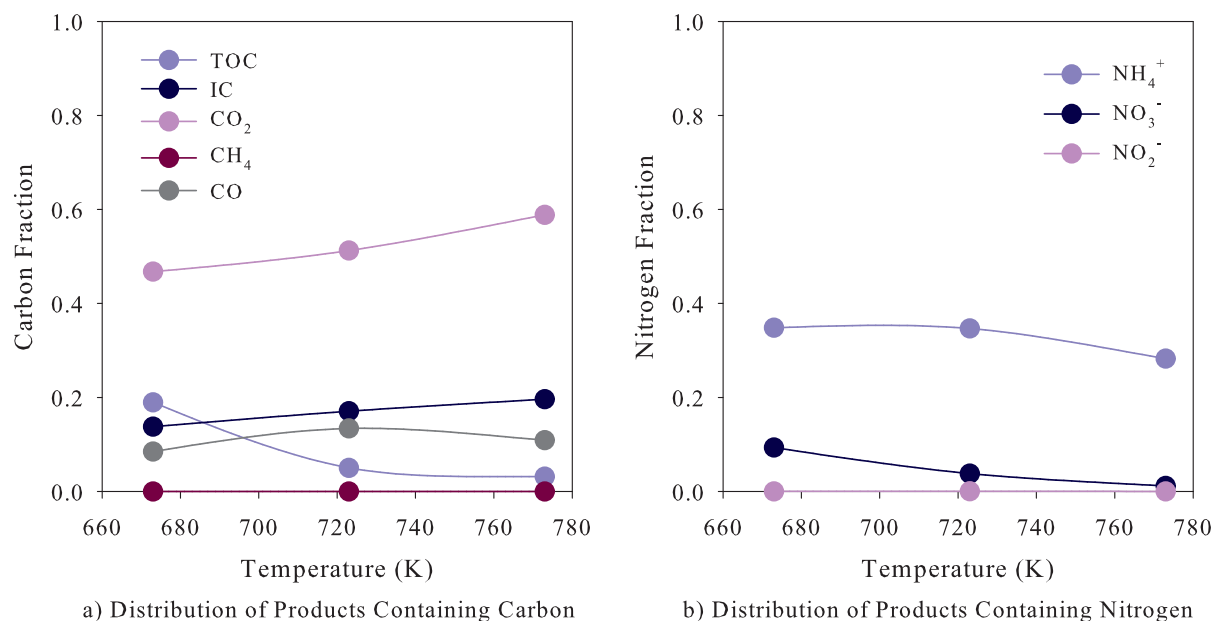 1.0
0.8
0.6
0.4
0.2
0.0
Carbon Fraction
TOC
IC
CO₂
CH₄
CO
660 680 700 720 740 760 780
Temperature (K)
a) Distribution of Products Containing Carbon
1.0
0.8
0.6
0.4
0.2
0.0
Nitrogen Fraction
NH₄⁺
NO₃⁻
NO₂⁻
660 680 700 720 740 760 780
Temperature (K)
b) Distribution of Products Containing Nitrogen